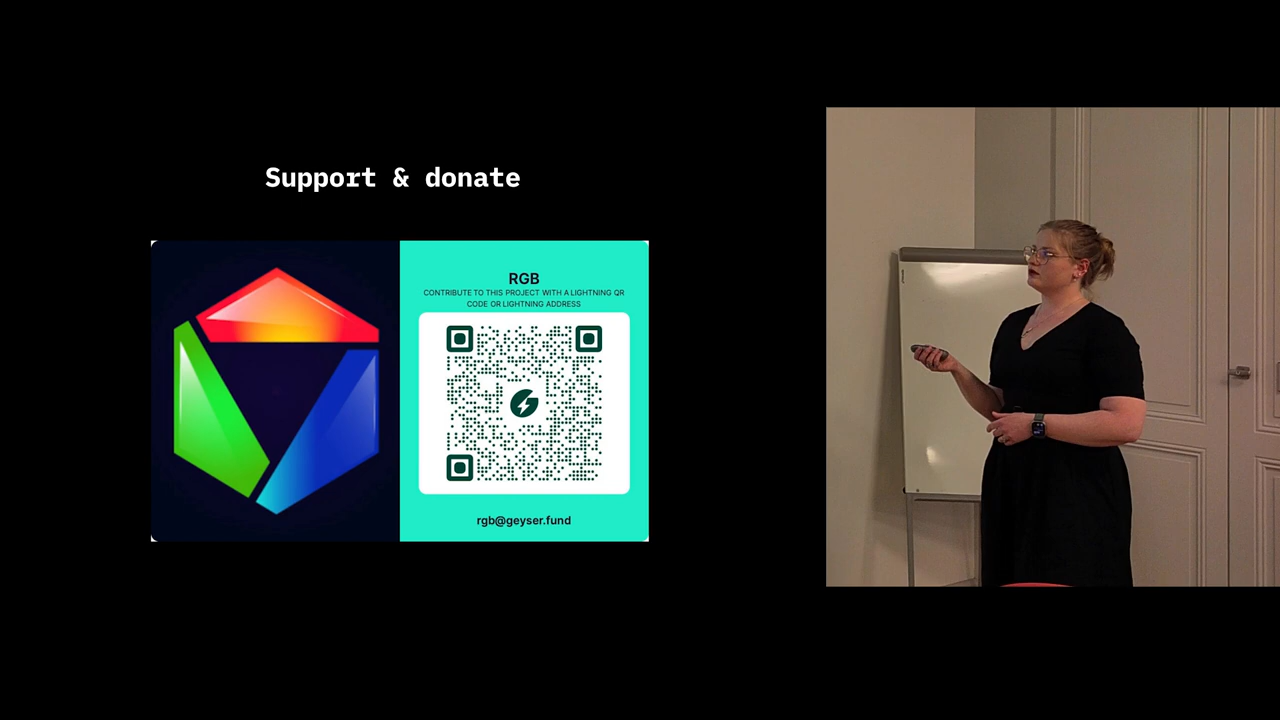 Support & donate
RGB
CONTRIBUTE TO THIS PROJECT WITH A LIGHTNING QR
CODE OR LIGHTNING ADDRESS
rgb@geyser.fund